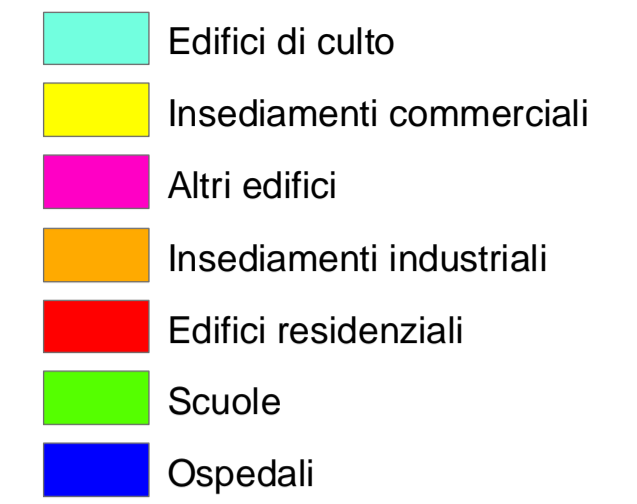 Edifici di culto
Insediamenti commerciali
Altri edifici
Insediamenti industriali
Edifici residenziali
Scuole
Ospedali